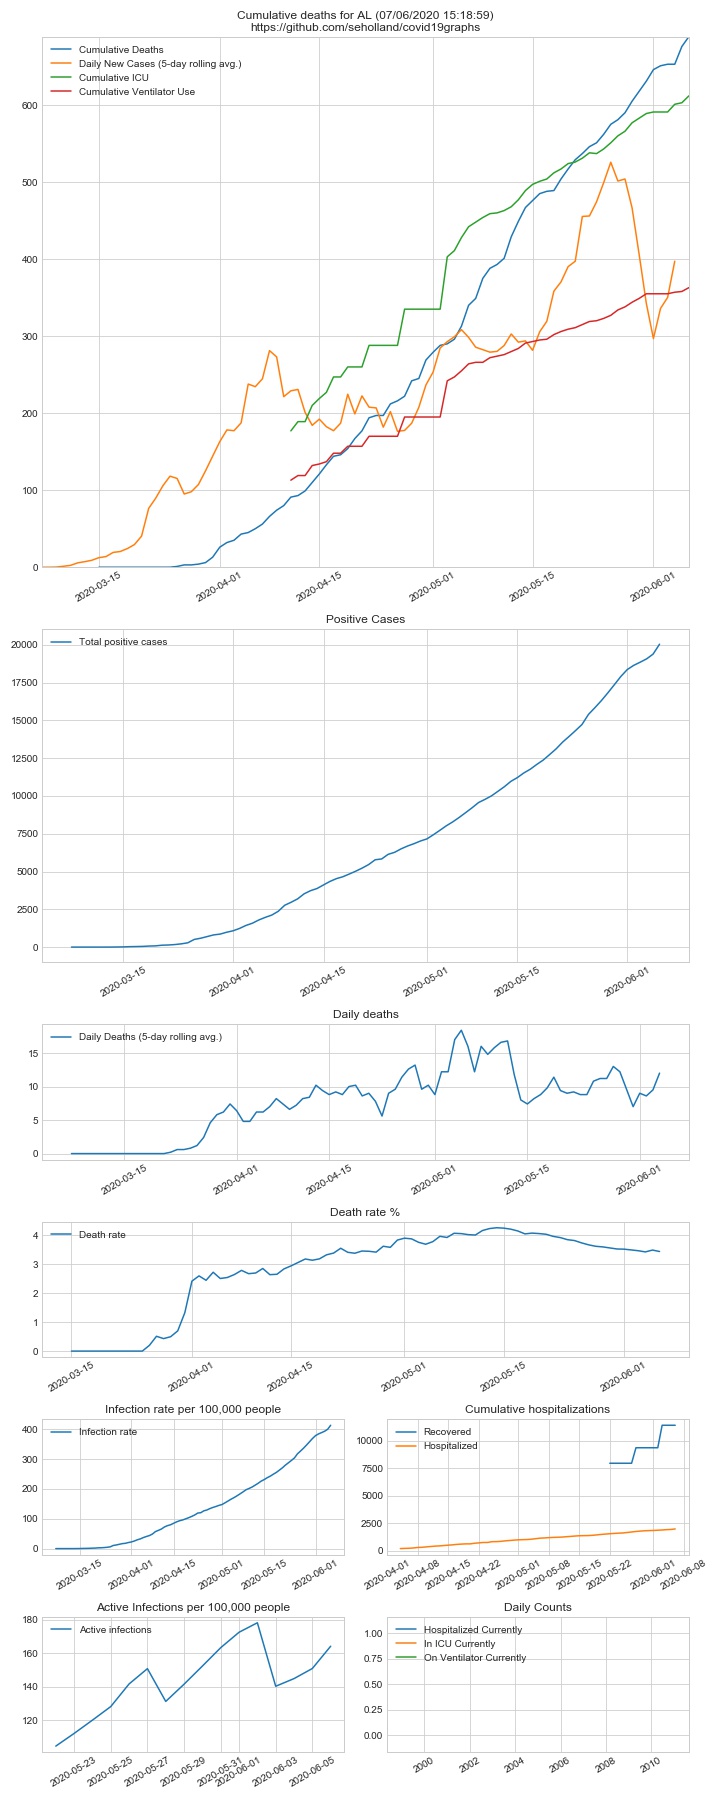 Cumulative deaths for AL (07/06/2020 15:18:59)
https://github.com/seholland/covid19graphs
Cumulative Deaths
Daily New Cases (5-day rolling avg.)
Cumulative ICU
Cumulative Ventilator Use
600
500
400
300
200
100
0
2020-03-15 2020-04-01 2020-04-15 2020-05-01 2020-05-15 2020-06-01
Positive Cases
Total positive cases
20000
17500
15000
12500
10000
7500
5000
2500
0
2020-03-15 2020-04-01 2020-04-15 2020-05-01 2020-05-15 2020-06-01
Daily deaths
Daily Deaths (5-day rolling avg.)
15
10
5
0
2020-03-15 2020-04-01 2020-04-15 2020-05-01 2020-05-15 2020-06-01
Death rate %
Death rate
4
3
2
1
0
2020-03-15 2020-04-01 2020-04-15 2020-05-01 2020-05-15 2020-06-01
Infection rate per 100,000 people
Infection rate
400
300
200
100
0
2020-03-15 2020-04-01 2020-04-15 2020-05-01 2020-05-15 2020-06-01
Cumulative hospitalizations
Recovered
Hospitalized
10000
7500
5000
2500
0
2020-04-01 2020-04-08 2020-04-15 2020-04-22 2020-05-01 2020-05-08 2020-05-15 2020-05-22 2020-06-01 2020-06-08
Active Infections per 100,000 people
Active infections
180
160
140
120
2020-05-23 2020-05-25 2020-05-27 2020-05-29 2020-05-31 2020-06-01 2020-06-03 2020-06-05
Daily Counts
Hospitalized Currently
In ICU Currently
On Ventilator Currently
1.00
0.75
0.50
0.25
0.00
2000 2002 2004 2006 2008 2010